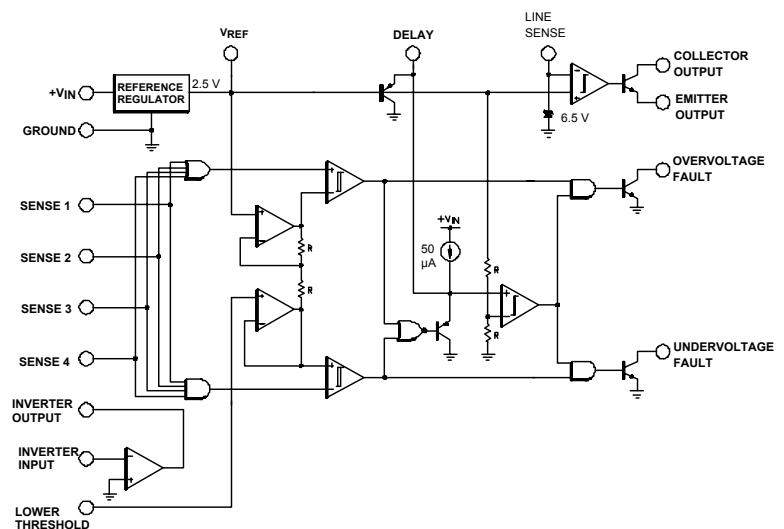 VREF
DELAY
LINE
SENSE
COLLECTOR
OUTPUT
+VIN
REFERENCE
REGULATOR
2.5 V
EMITTER
OUTPUT
6.5 V
GROUND
OVERVOLTAGE
FAULT
SENSE 1
+VIN
R
50
µA
SENSE 2
R
R
SENSE 3
R
SENSE 4
UNDERVOLTAGE
FAULT
INVERTER
OUTPUT
INVERTER
INPUT
LOWER
THRESHOLD